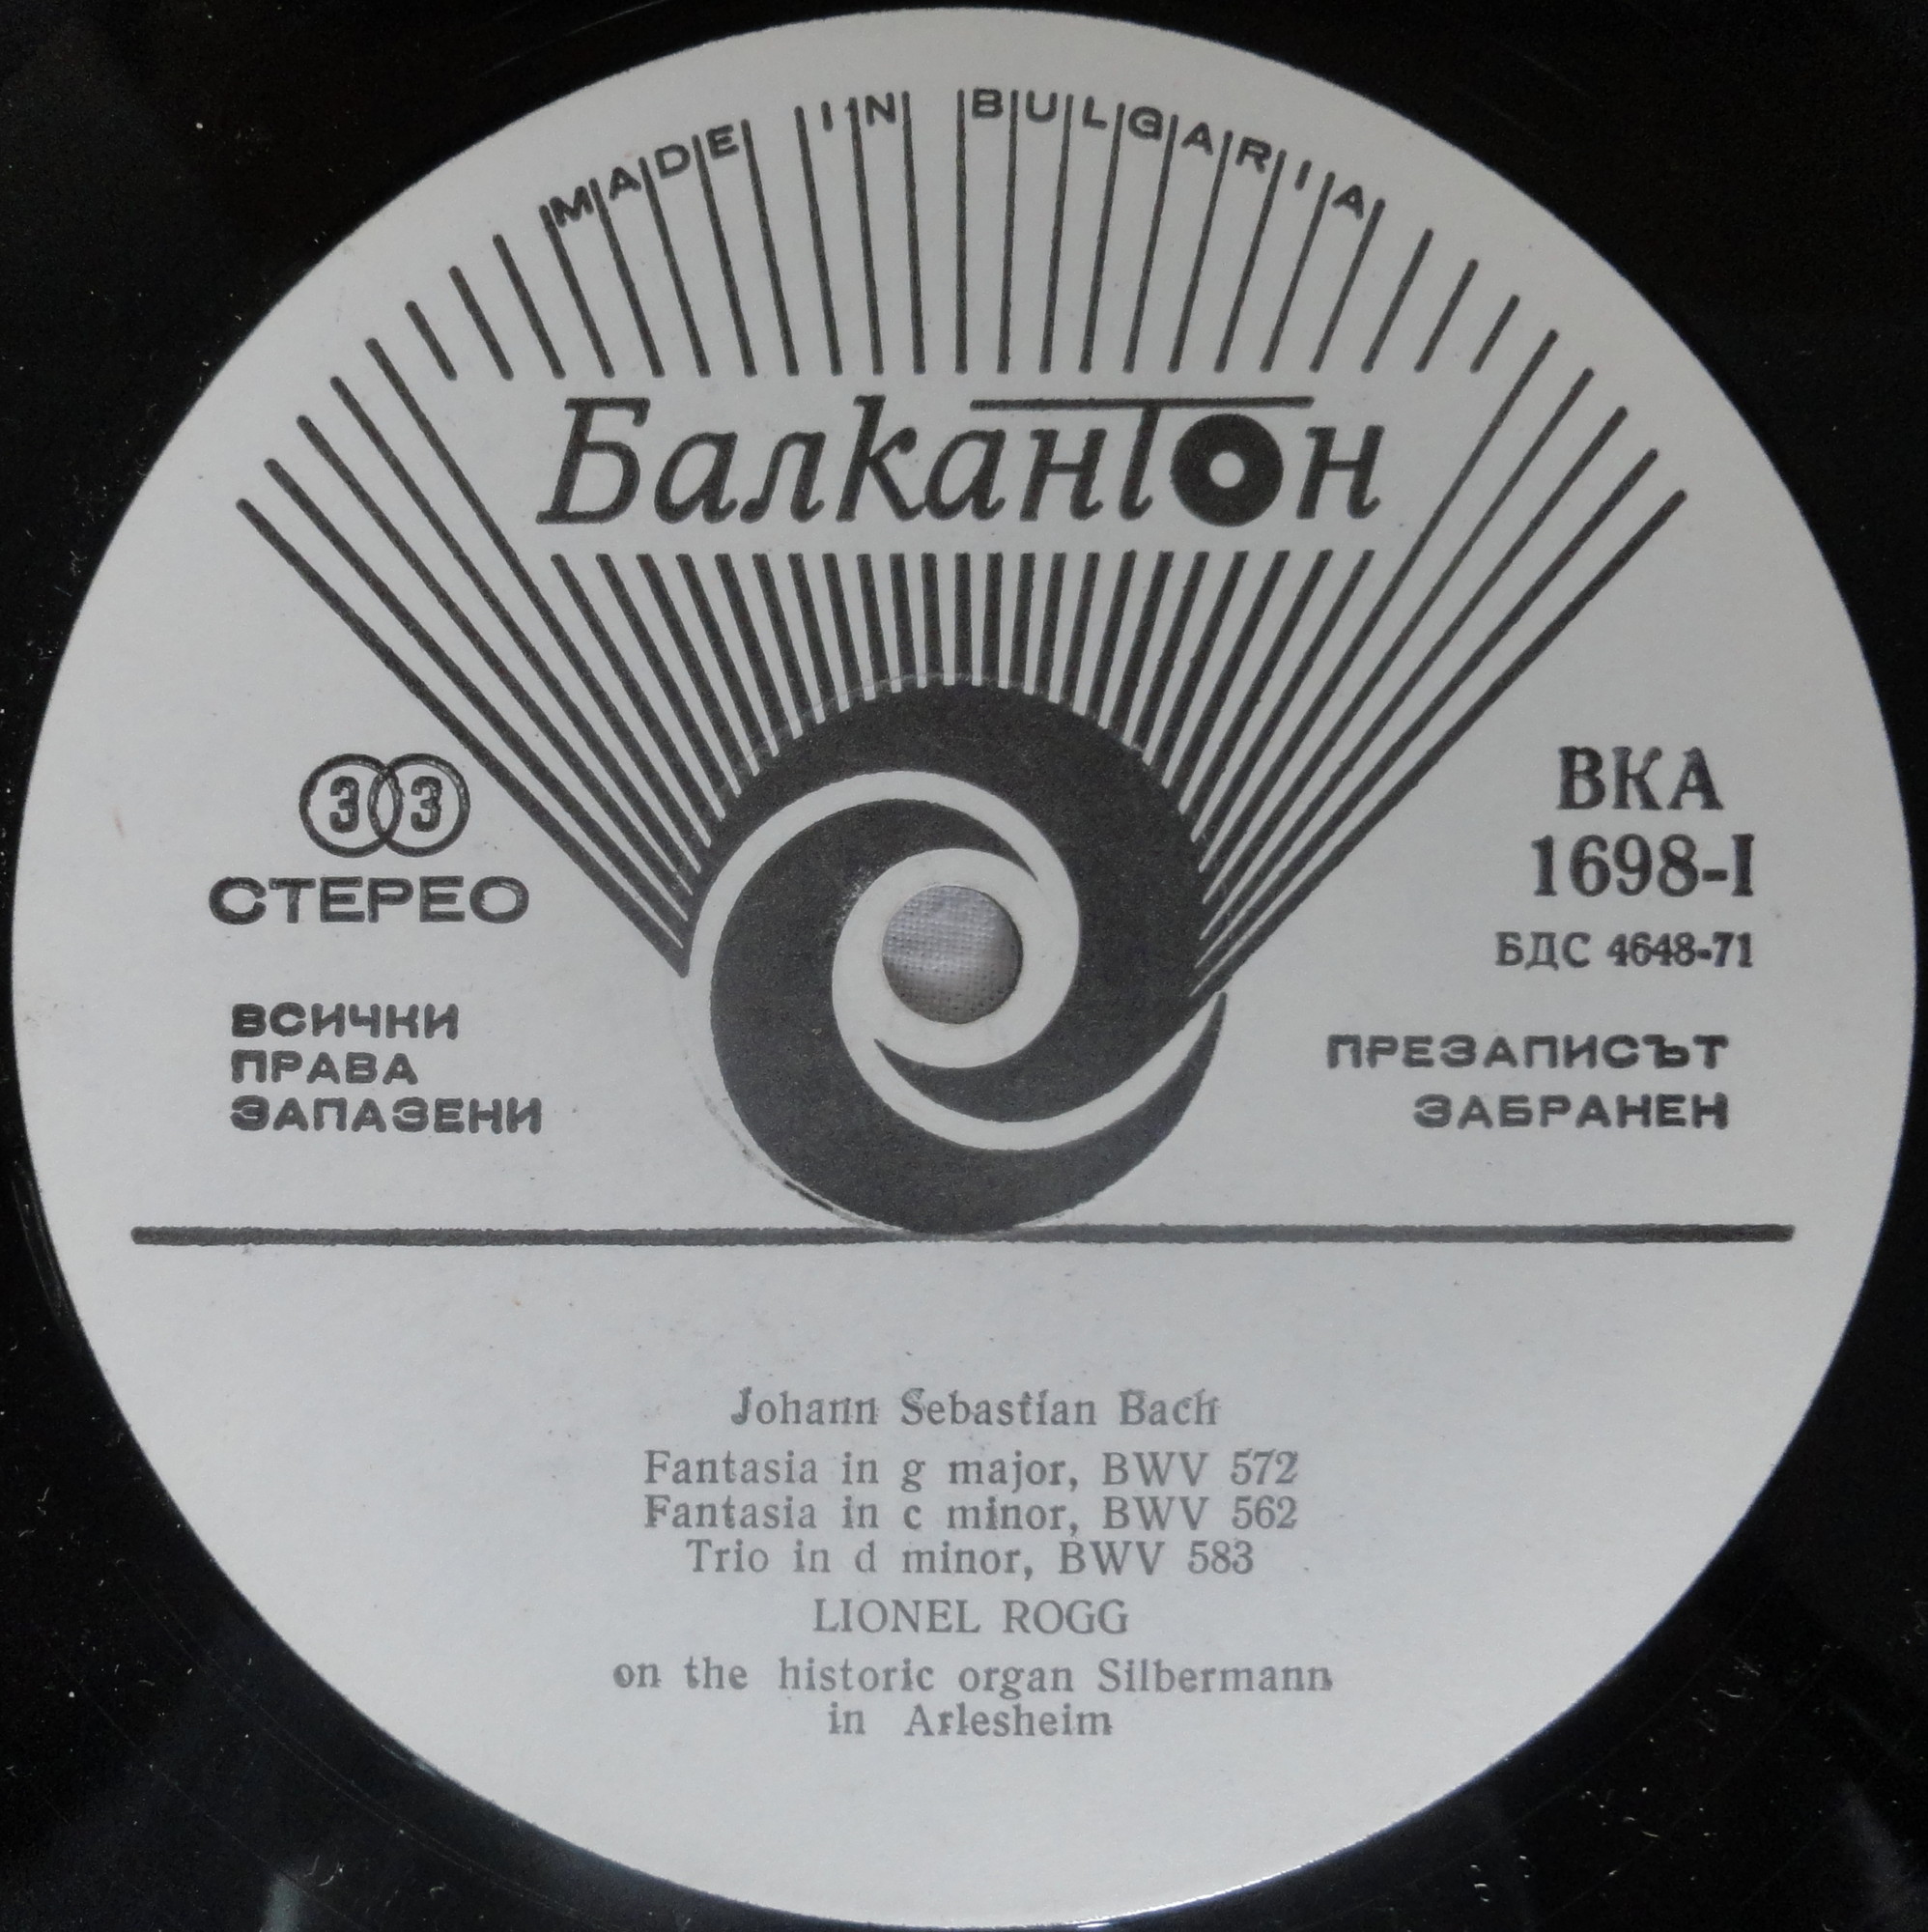 MADE IN BULGARIA
Балкантон
33
СТЕРЕО
ВКА
1698-I
БДС 4648-71
ВСИЧКИ
ПРАВА
ЗАПАЗЕНИ
ПРЕЗАПИСЪТ
ЗАБРАНЕН
Johann Sebastian Bach
Fantasia in g major, BWV 572
Fantasia in c minor, BWV 562
Trio in d minor, BWV 583
LIONEL ROGG
on the historic organ Silbermann
in Arlesheim